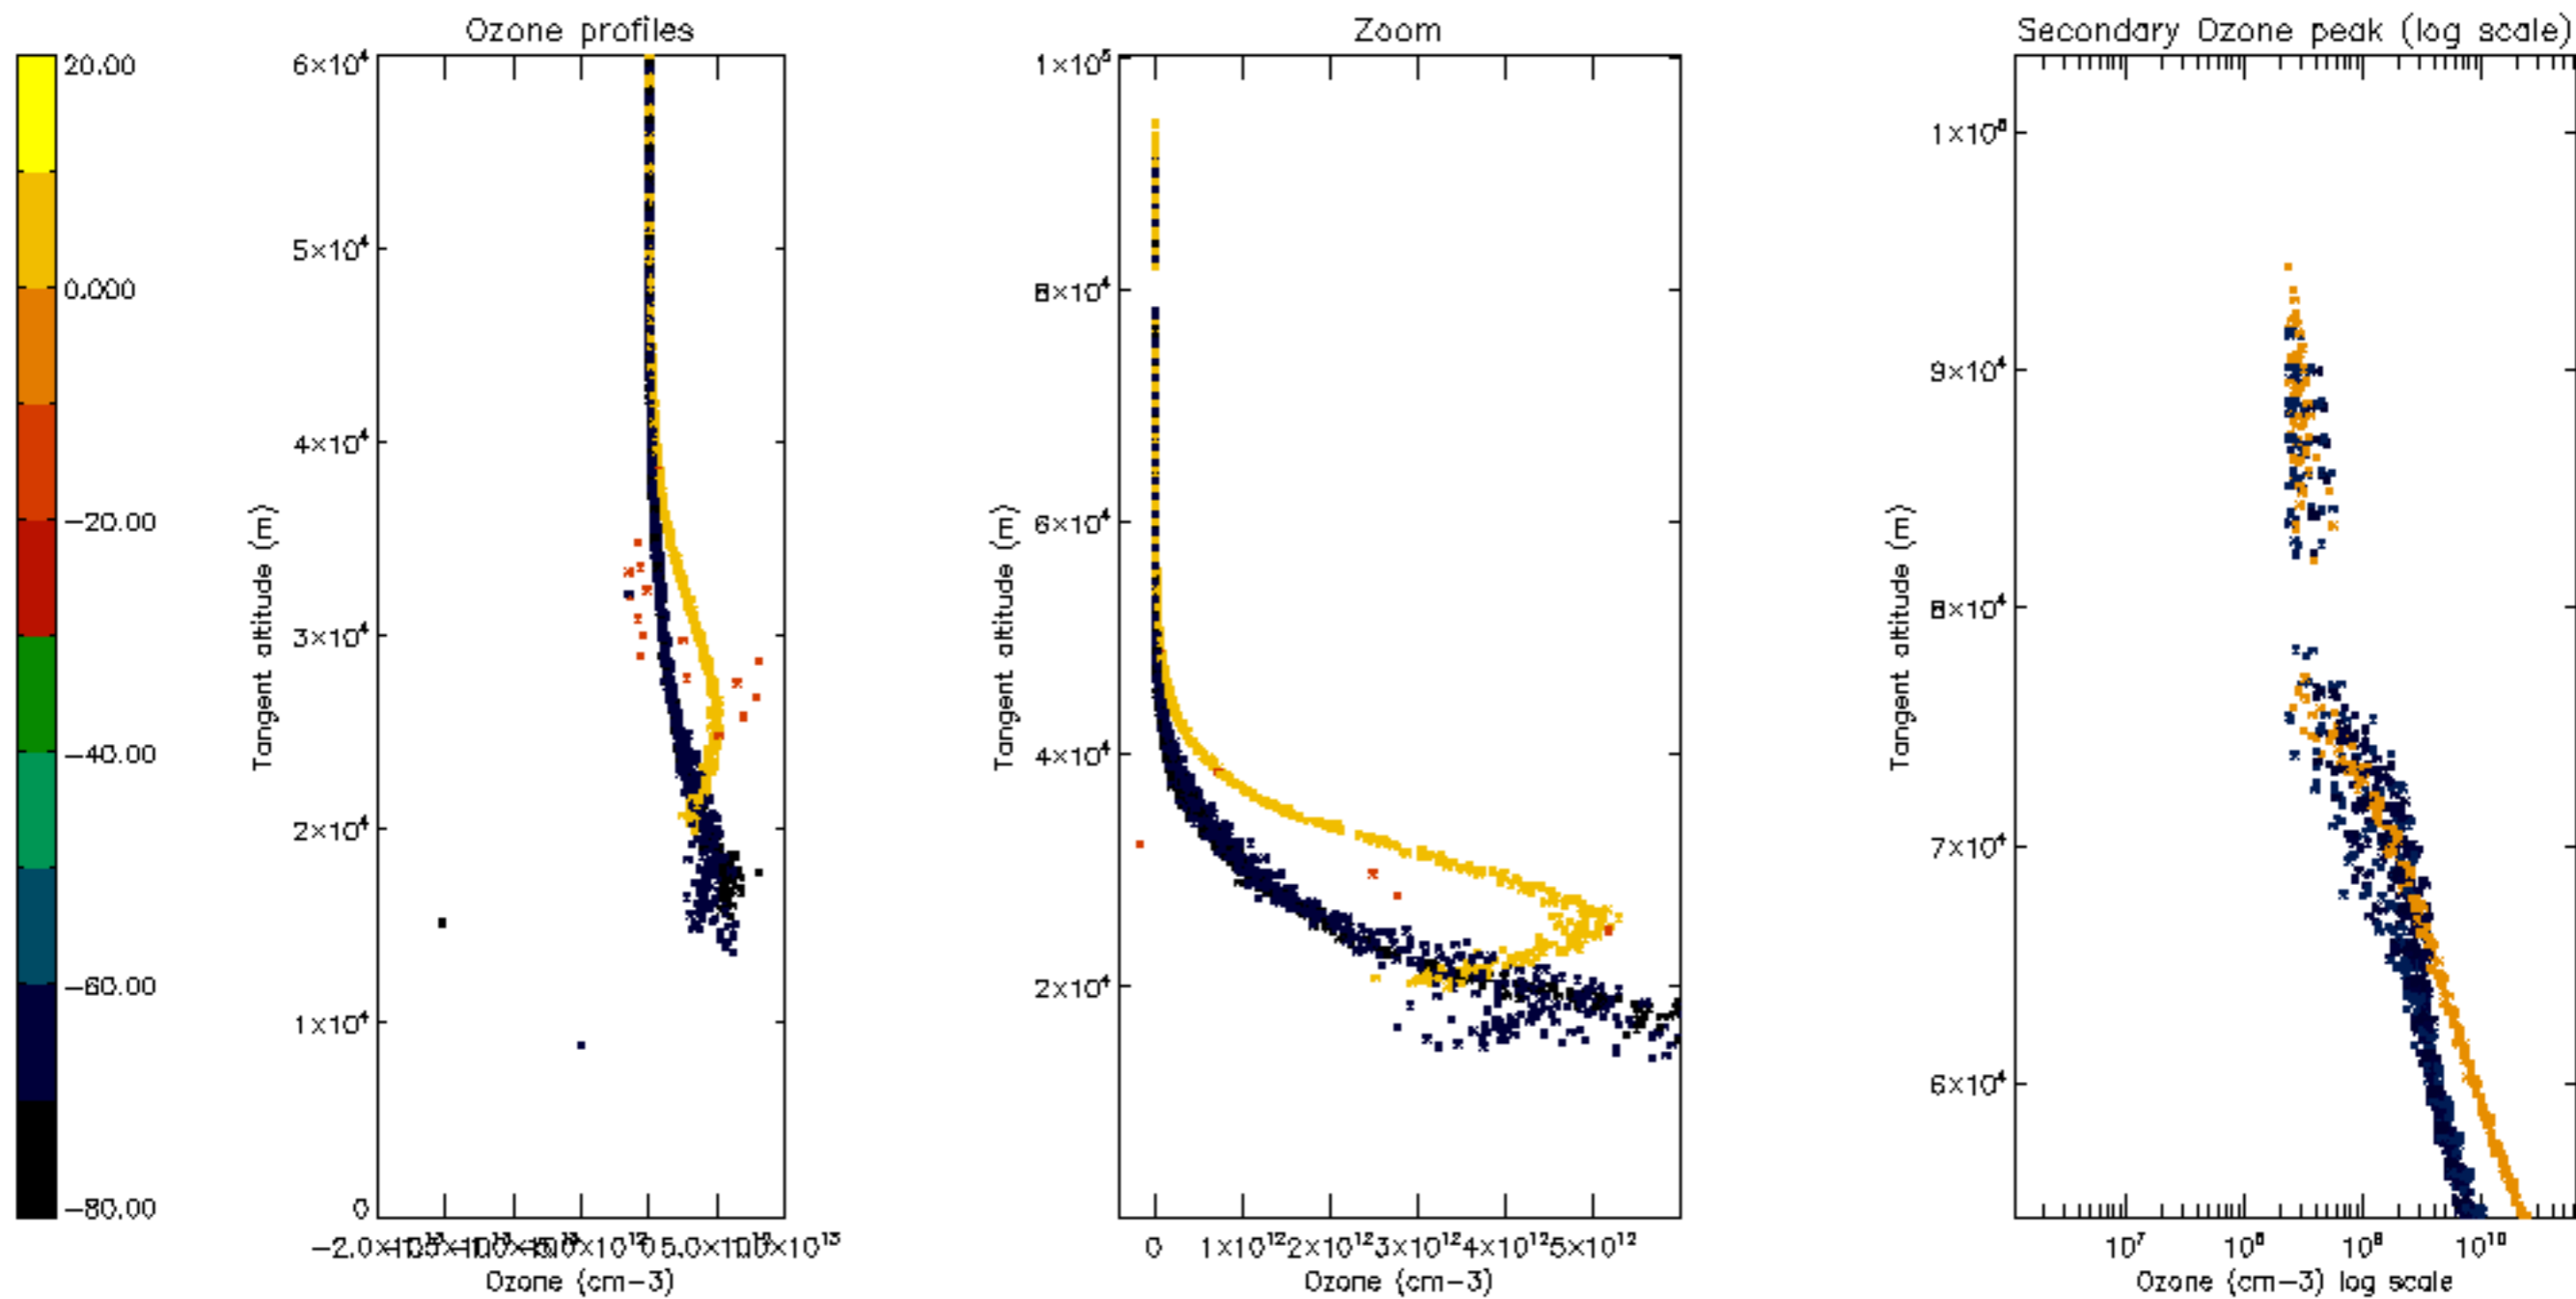 Ozone profiles
Zoom
Secondary Ozone peak (log scale)
20.00
0.000
−20.00
−40.00
−60.00
−80.00
6×10⁴
5×10⁴
4×10⁴
3×10⁴
2×10⁴
1×10⁴
0
Tangent altitude (m)
Ozone (cm−3)
1×10⁵
8×10⁴
6×10⁴
4×10⁴
2×10⁴
Tangent altitude (m)
0 1×10¹² 2×10¹² 3×10¹² 4×10¹² 5×10¹²
Ozone (cm−3)
9×10⁴
8×10⁴
7×10⁴
6×10⁴
Tangent altitude (m)
10⁷ 10⁸ 10⁹ 10¹⁰
Ozone (cm−3) log scale